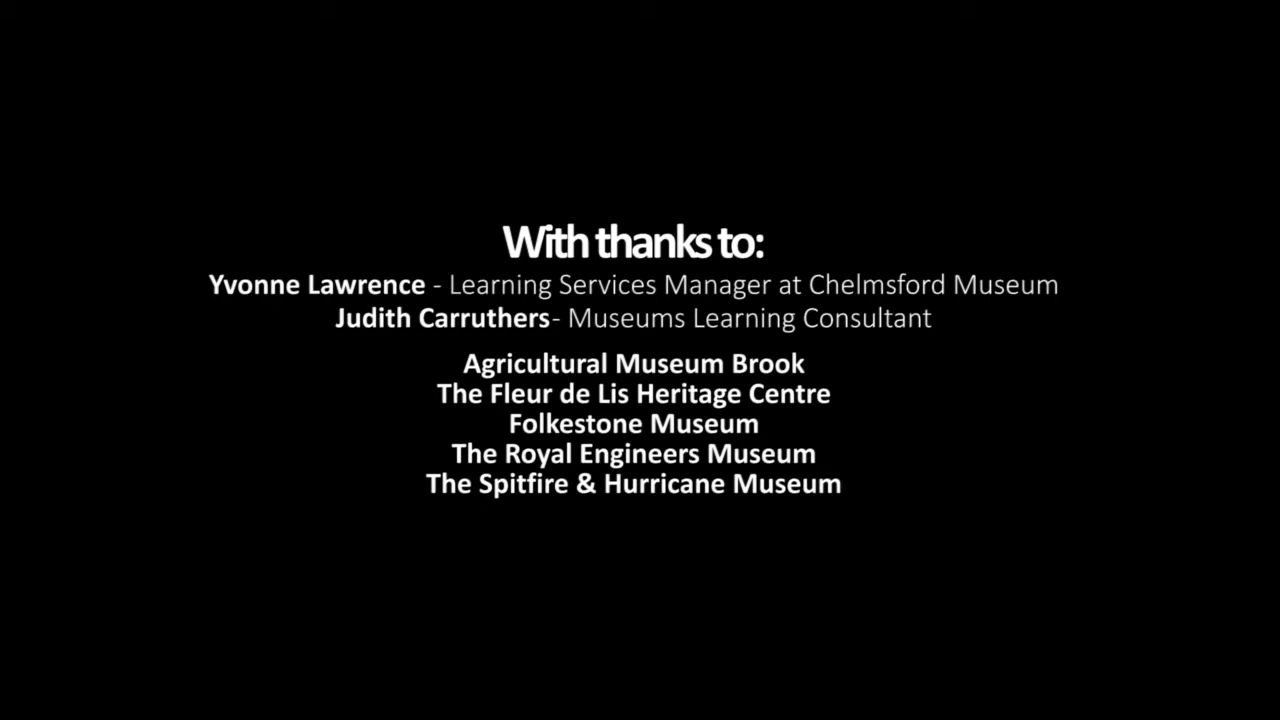 With thanks to:
Yvonne Lawrence - Learning Services Manager at Chelmsford Museum
Judith Carruthers- Museums Learning Consultant
Agricultural Museum Brook
The Fleur de Lis Heritage Centre
Folkestone Museum
The Royal Engineers Museum
The Spitfire & Hurricane Museum